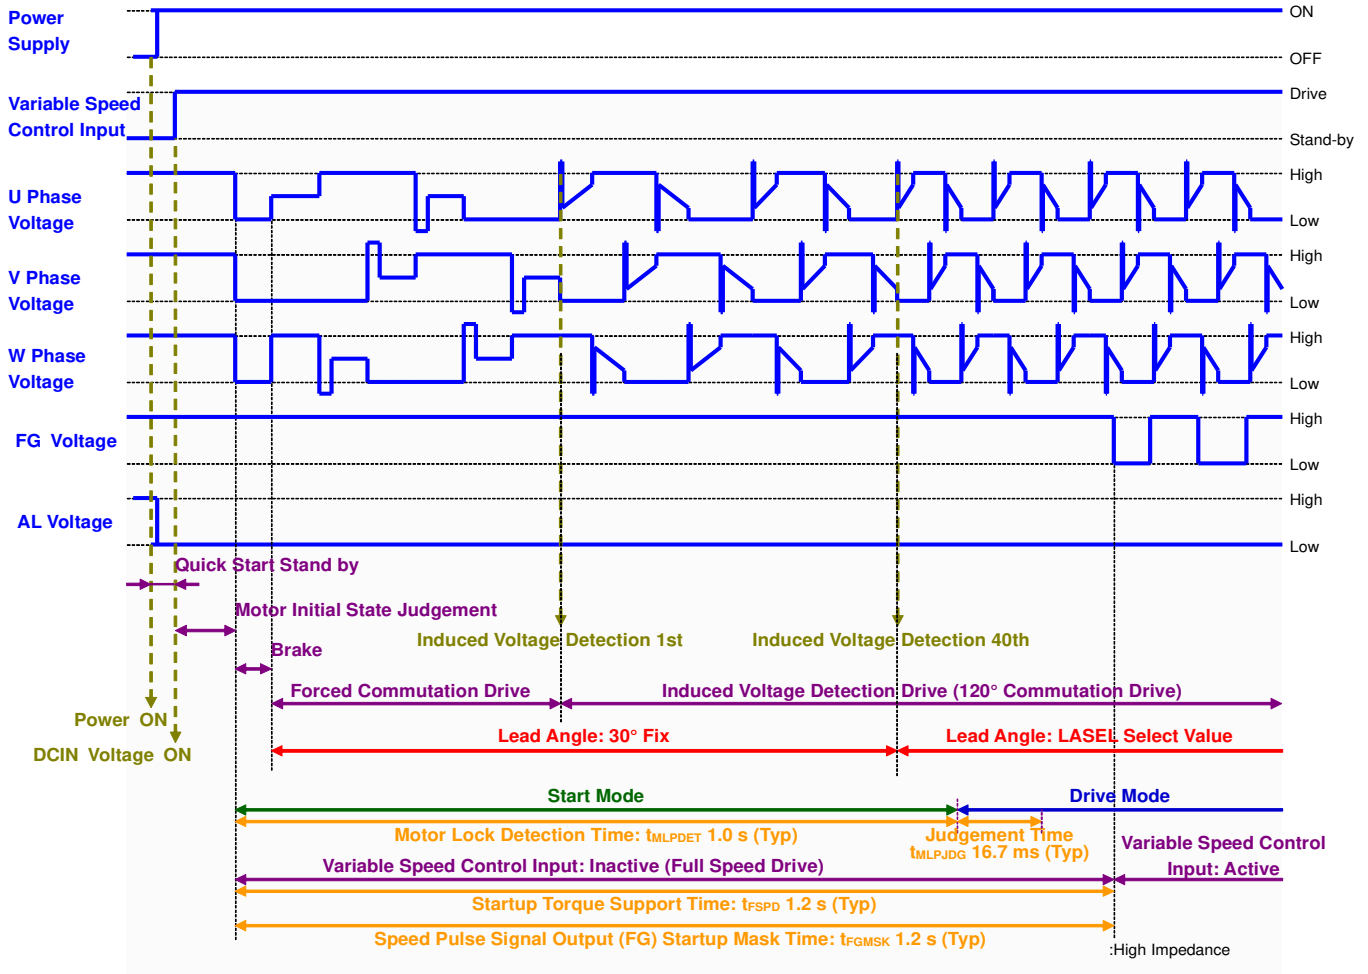 Power
Supply
ON
OFF
Variable Speed
Control Input
Drive
Stand-by
U Phase
Voltage
High
Low
V Phase
Voltage
High
Low
W Phase
Voltage
High
Low
FG Voltage
High
Low
AL Voltage
High
Low
Quick Start Stand by
Motor Initial State Judgement
Induced Voltage Detection 1st
Induced Voltage Detection 40th
Brake
Forced Commutation Drive
Induced Voltage Detection Drive (120° Commutation Drive)
Power ON
DCIN Voltage ON
Lead Angle: 30° Fix
Lead Angle: LASEL Select Value
Start Mode
Drive Mode
Motor Lock Detection Time: tMLPDET 1.0 s (Typ)
Judgement Time
tMLPJDG 16.7 ms (Typ)
Variable Speed Control
Input: Active
Variable Speed Control Input: Inactive (Full Speed Drive)
Startup Torque Support Time: tFSPD 1.2 s (Typ)
Speed Pulse Signal Output (FG) Startup Mask Time: tFGMSK 1.2 s (Typ)
:High Impedance